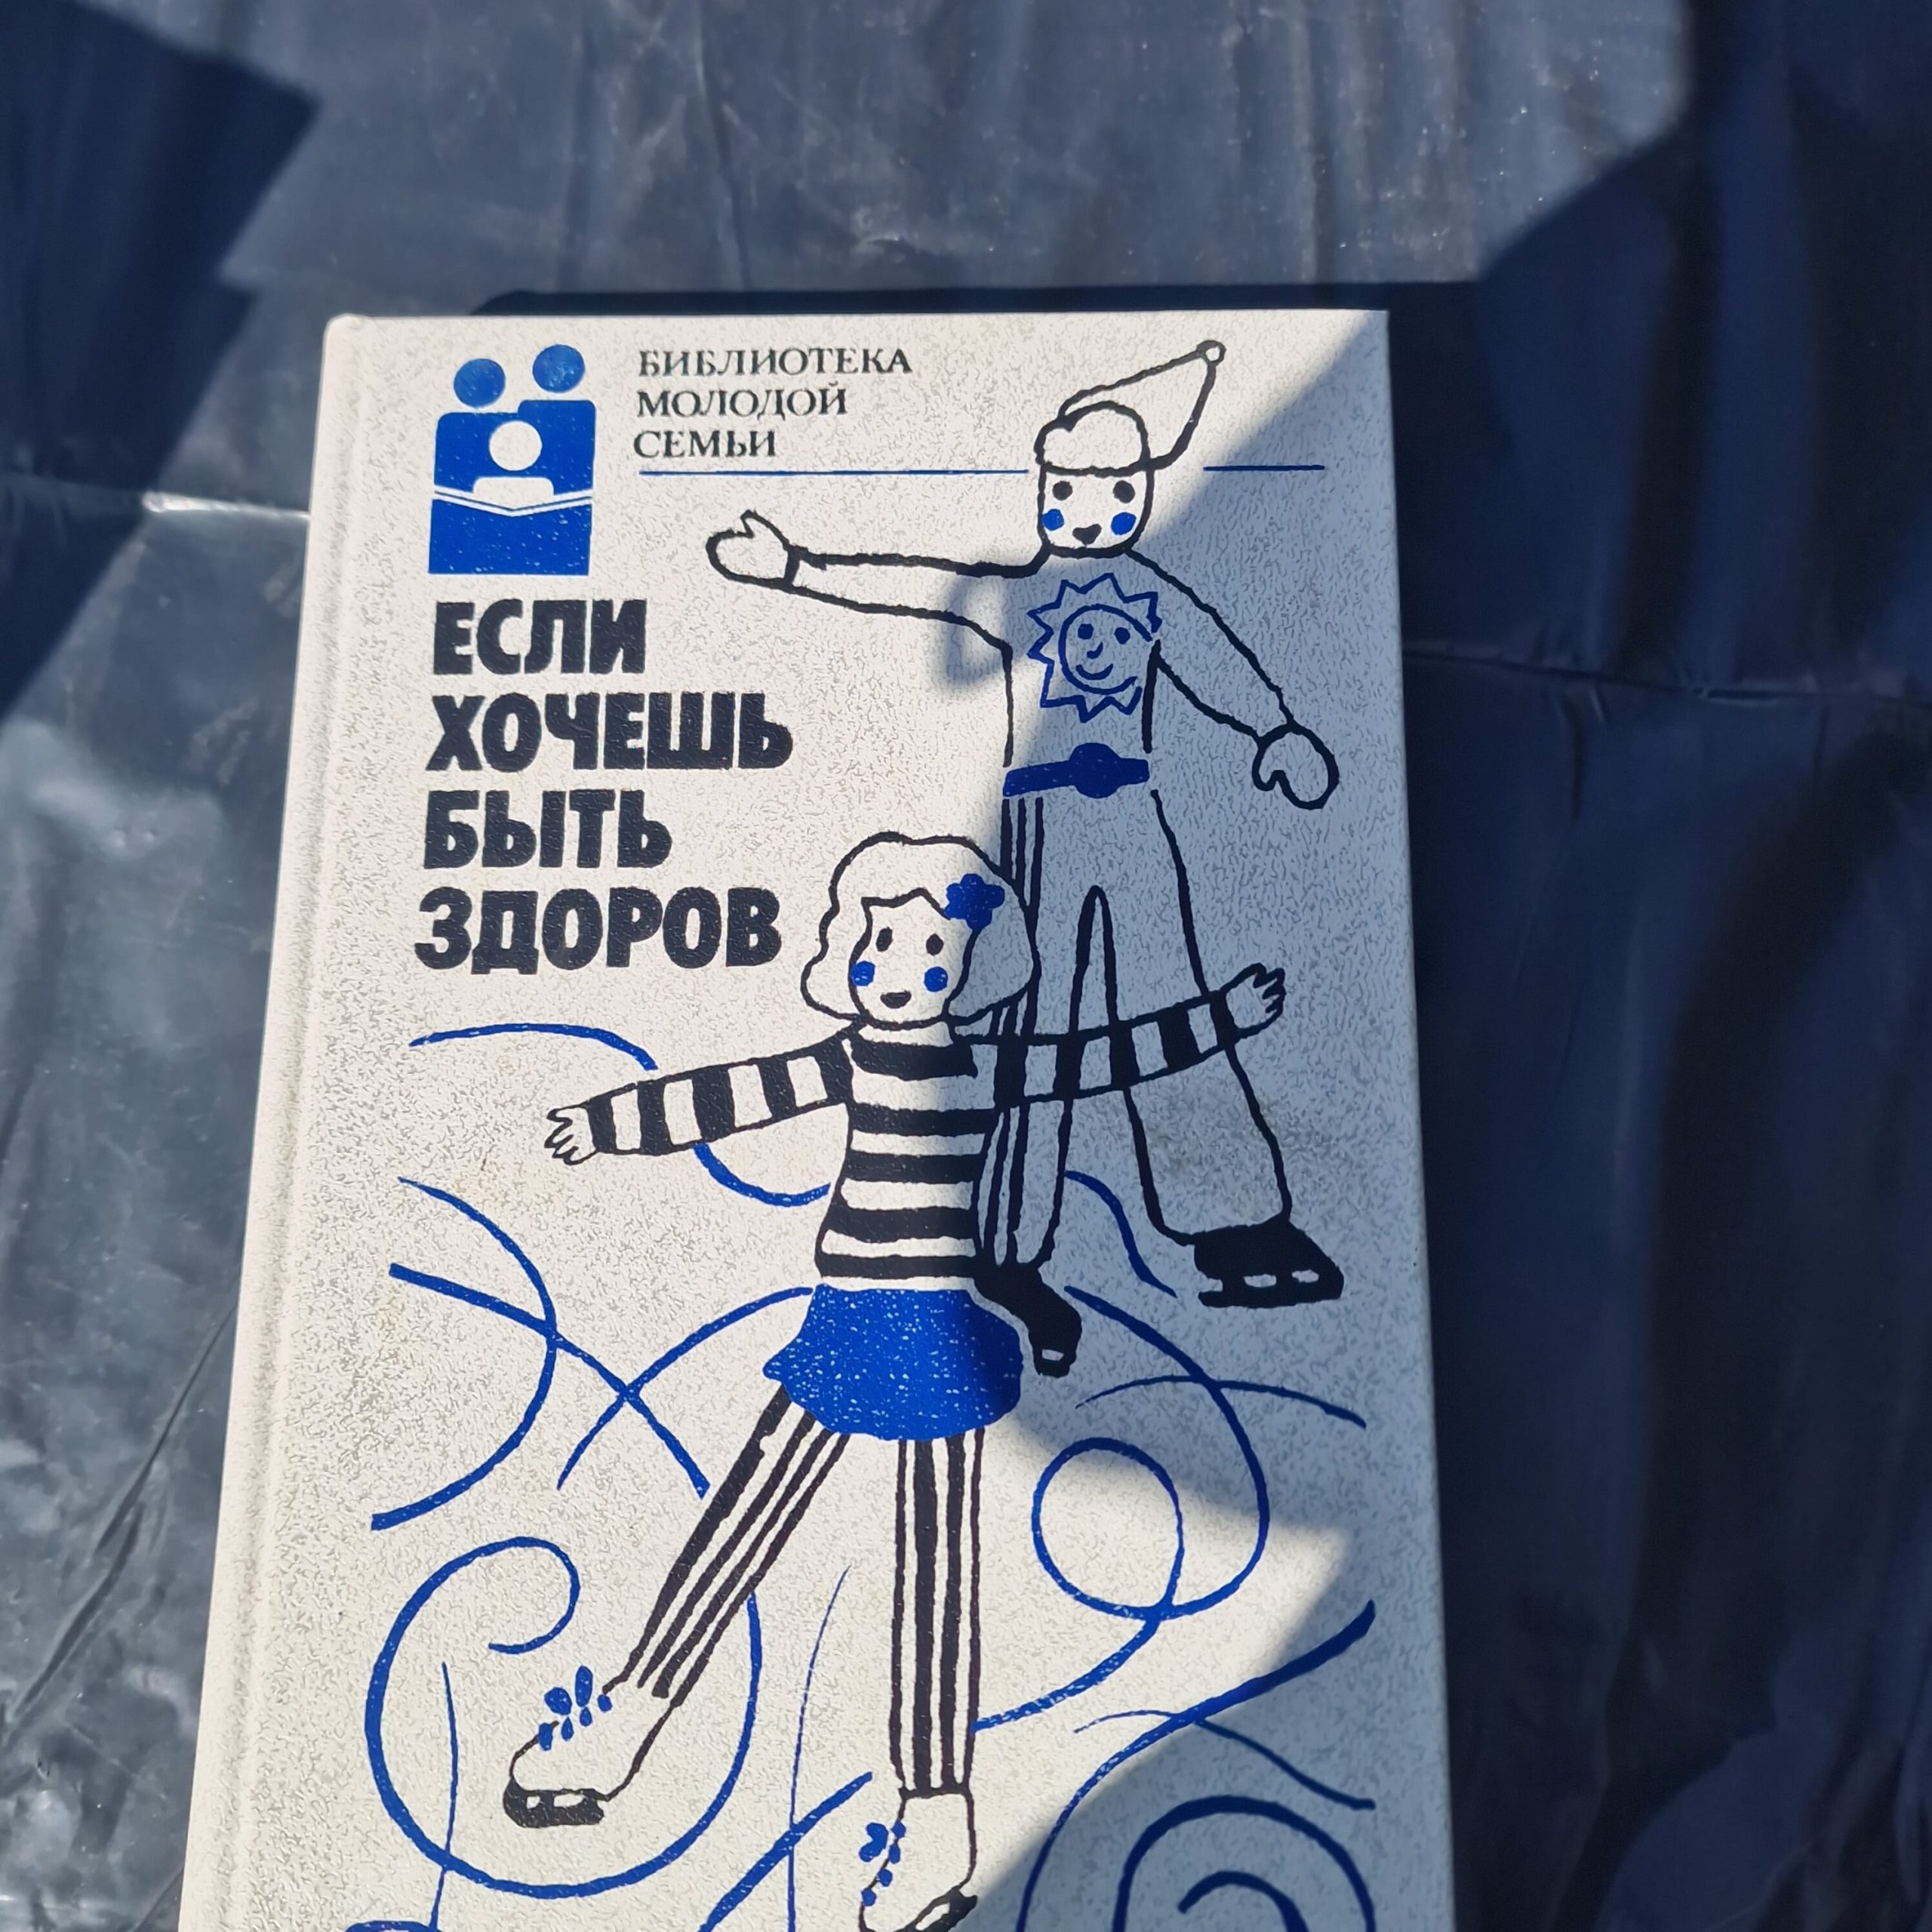 БИБЛИОТЕКА
МОЛОДОЙ
СЕМЬИ
ЕСЛИ
ХОЧЕШЬ
БЫТЬ
ЗДОРОВ